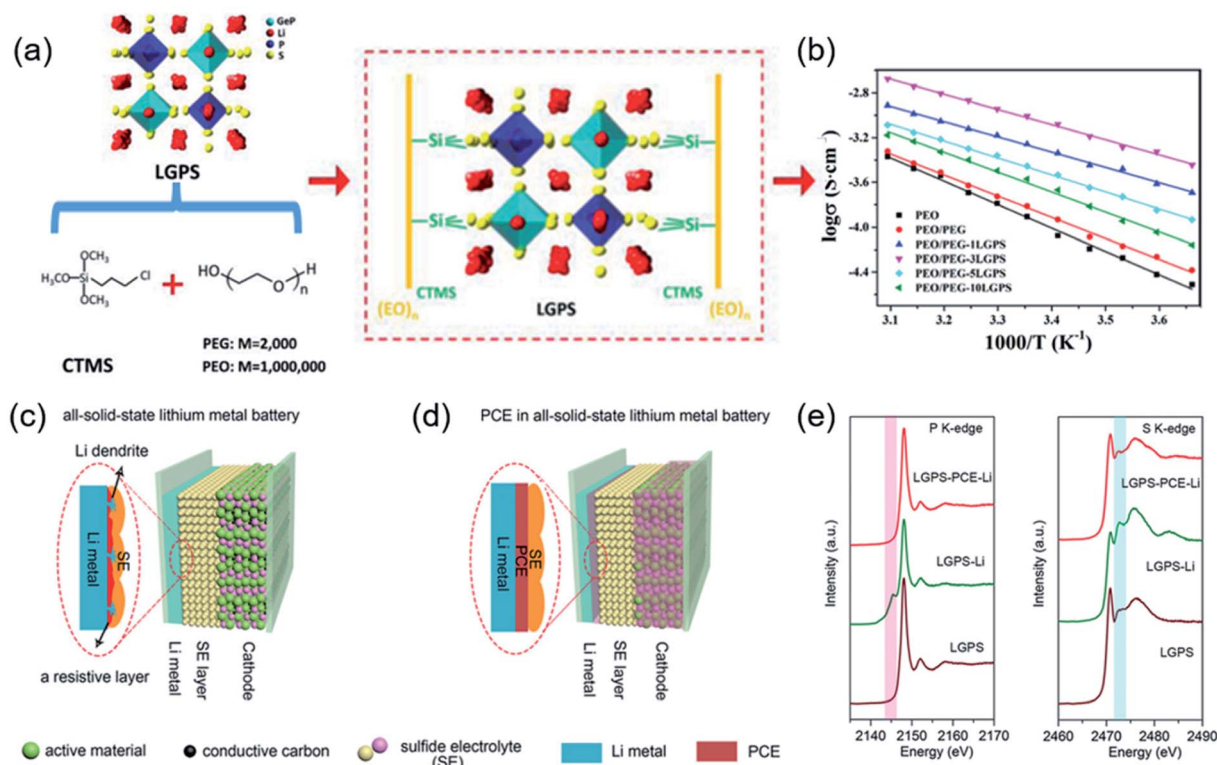 (a)
GeP
Li
P
S
LGPS
OCH₃
H₃CO
Si
OCH₃
Cl
+
HO
O
H
n
CTMS
PEG: M=2,000
PEO: M=1,000,000
Si
Si
Si
Si
CTMS
CTMS
(EO)n
LGPS
(EO)n
(b)
logσ (S·cm⁻¹)
-2.8
-3.2
-3.6
-4.0
-4.4
PEO
PEO/PEG
PEO/PEG-1LGPS
PEO/PEG-3LGPS
PEO/PEG-5LGPS
PEO/PEG-10LGPS
3.1 3.2 3.3 3.4 3.5 3.6
1000/T (K⁻¹)
(c)
all-solid-state lithium metal battery
Li dendrite
Li metal
SE
a resistive layer
Li metal
SE layer
Cathode
(d)
PCE in all-solid-state lithium metal battery
Li metal
PCE
SE
Li metal
SE layer
Cathode
(e)
P K-edge
LGPS-PCE-Li
LGPS-Li
LGPS
Intensity (a.u.)
2140 2150 2160 2170
Energy (eV)
S K-edge
LGPS-PCE-Li
LGPS-Li
LGPS
Intensity (a.u.)
2460 2470 2480 2490
Energy (eV)
active material
conductive carbon
sulfide electrolyte
(SE)
Li metal
PCE